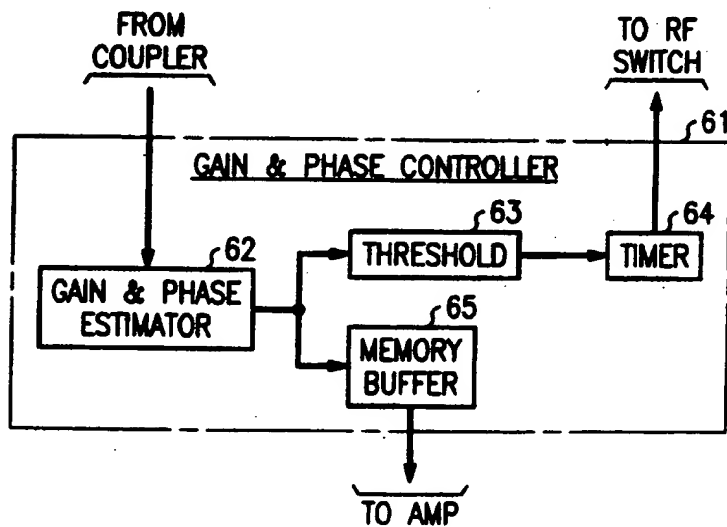 FROM
COUPLER
TO RF
SWITCH
61
GAIN & PHASE CONTROLLER
62
GAIN & PHASE
ESTIMATOR
63
THRESHOLD
64
TIMER
65
MEMORY
BUFFER
TO AMP